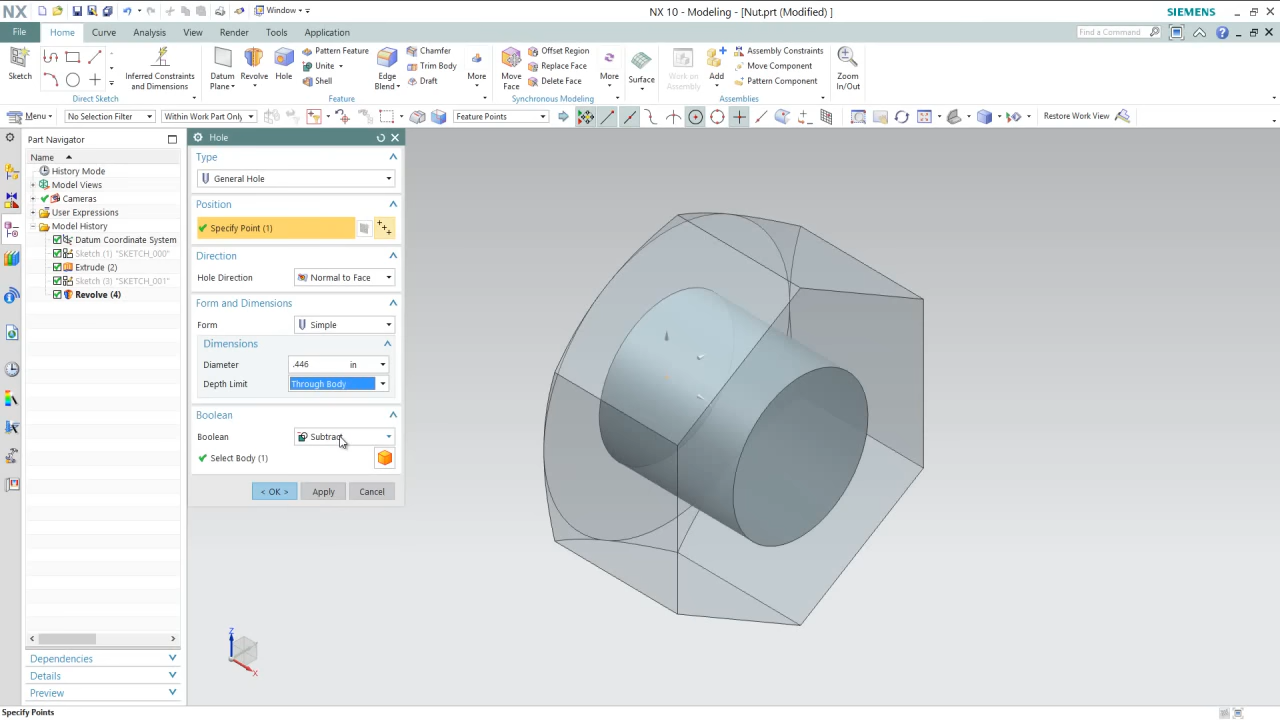 NX
Window
NX 10 - Modeling - [Nut.prt (Modified) ]
SIEMENS
File
Home
Curve
Analysis
View
Render
Tools
Application
Find a Command
Sketch
Direct Sketch
Inferred Constraints
and Dimensions
Datum
Plane
Revolve
Hole
Pattern Feature
Unite
Shell
Feature
Edge
Blend
Chamfer
Trim Body
Draft
More
Move
Face
Offset Region
Replace Face
Delete Face
Synchronous Modeling
More
Surface
Work on
Assembly
Add
Assembly Constraints
Move Component
Pattern Component
Assemblies
Zoom
In/Out
Menu
No Selection Filter
Within Work Part Only
Feature Points
Restore Work View
Part Navigator
Name
History Mode
Model Views
Cameras
User Expressions
Model History
Datum Coordinate System
Sketch (1) "SKETCH_000"
Extrude (2)
Sketch (3) "SKETCH_001"
Revolve (4)
Dependencies
Details
Preview
Hole
Type
General Hole
Position
Specify Point (1)
Direction
Hole Direction
Normal to Face
Form and Dimensions
Form
Simple
Dimensions
Diameter
.446
in
Depth Limit
Through Body
Boolean
Boolean
Subtract
Select Body (1)
< OK >
Apply
Cancel
Z
X
Specify Points